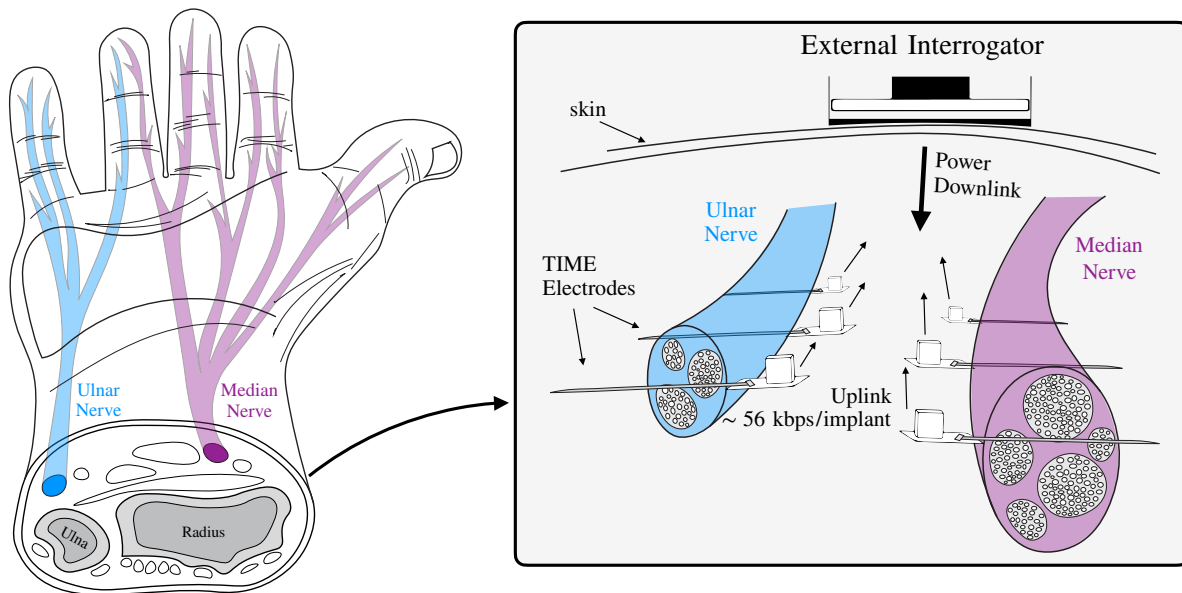 Ulnar
Nerve
Median
Nerve
Ulna
Radius
External Interrogator
skin
Power
Downlink
Ulnar
Nerve
Median
Nerve
TIME
Electrodes
Uplink
~ 56 kbps/implant